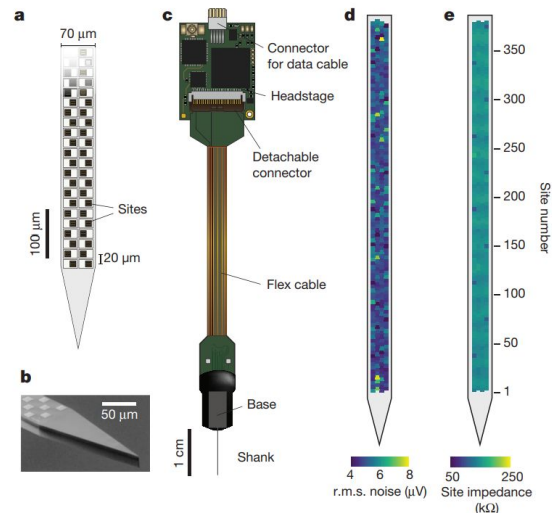 a
70 μm
Sites
100 μm
20 μm
b
50 μm
c
Connector
for data cable
Headstage
Detachable
connector
Flex cable
Base
1 cm
Shank
d
4 6 8
r.m.s. noise (μV)
e
350
300
250
200
150
100
50
1
Site number
50 250
Site impedance
(kΩ)